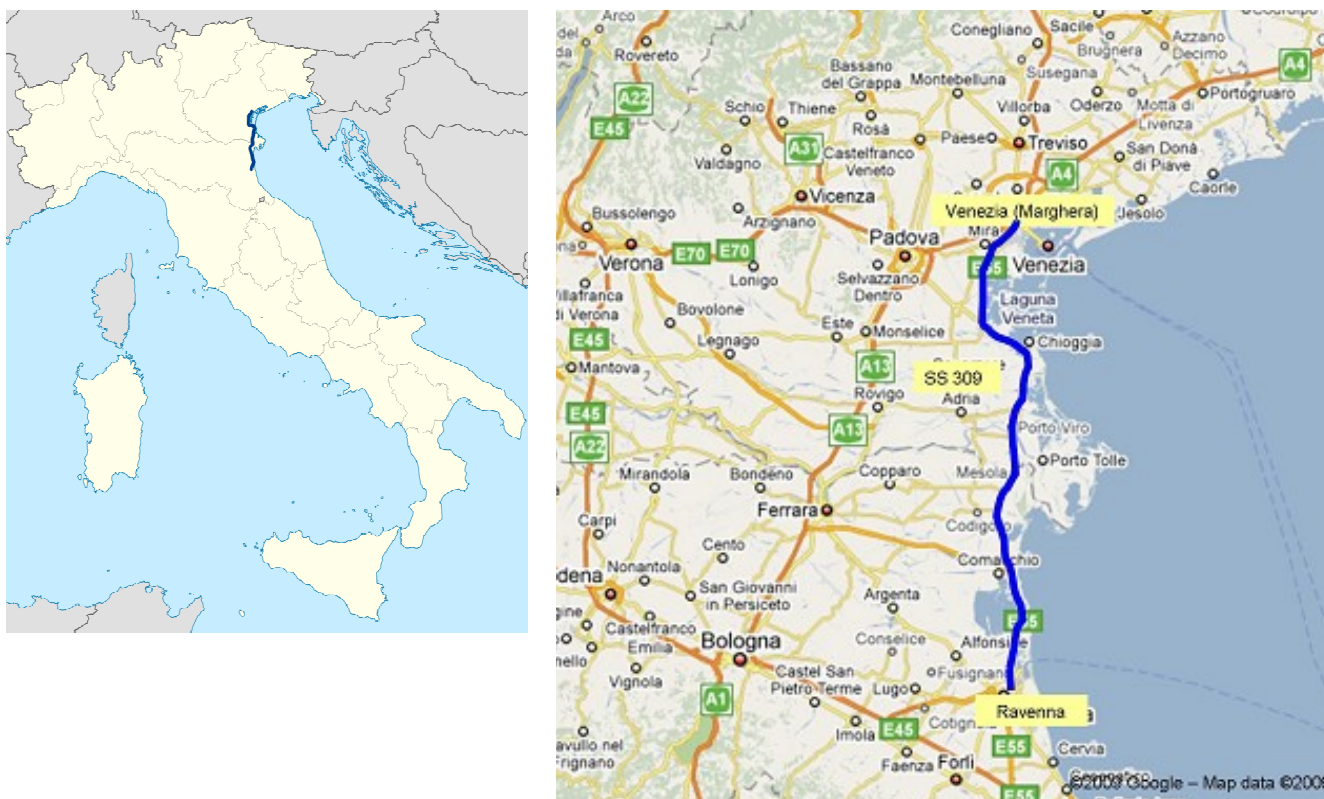 Arco
Rovereto
Conegliano
Sacile
Brugnera
Azzano
Decimo
A4
A22
E45
Bassano
del Grappa
Montebelluna
Susegana
Oderzo
Motta di
Livenza
Portogruaro
Schio
Thiene
Villorba
Rosà
Paese
Treviso
A31
Castelfranco
Veneto
Valdagno
San Donà
di Piave
A4
Caorle
Vicenza
Jesolo
Venezia (Marghera)
Bussolengo
Arzignano
Padova
Mira
Verona
E70
E70
Lonigo
Selvazzano
Dentro
Venezia
Villafranca
di Verona
Bovolone
Laguna
Veneta
Este
Monselice
Chioggia
E45
Legnago
Mantova
A13
SS 309
Rovigo
Adria
E45
A13
Porto Viro
A22
Mirandola
Bondeno
Copparo
Mesola
Porto Tolle
Ferrara
Codigoro
Carpi
Cento
Nonantola
Comacchio
dena
San Giovanni
in Persiceto
Argenta
Castelfranco
Emilia
Bologna
Conselice
Alfonsine
Vignola
Castel San
Pietro Terme
Lugo
Fusignano
A1
Ravenna
Imola
E45
Cotignola
E55
Cervia
avullo nel
Frignano
Faenza
Forlì
E55
©2009 Google – Map data ©2009